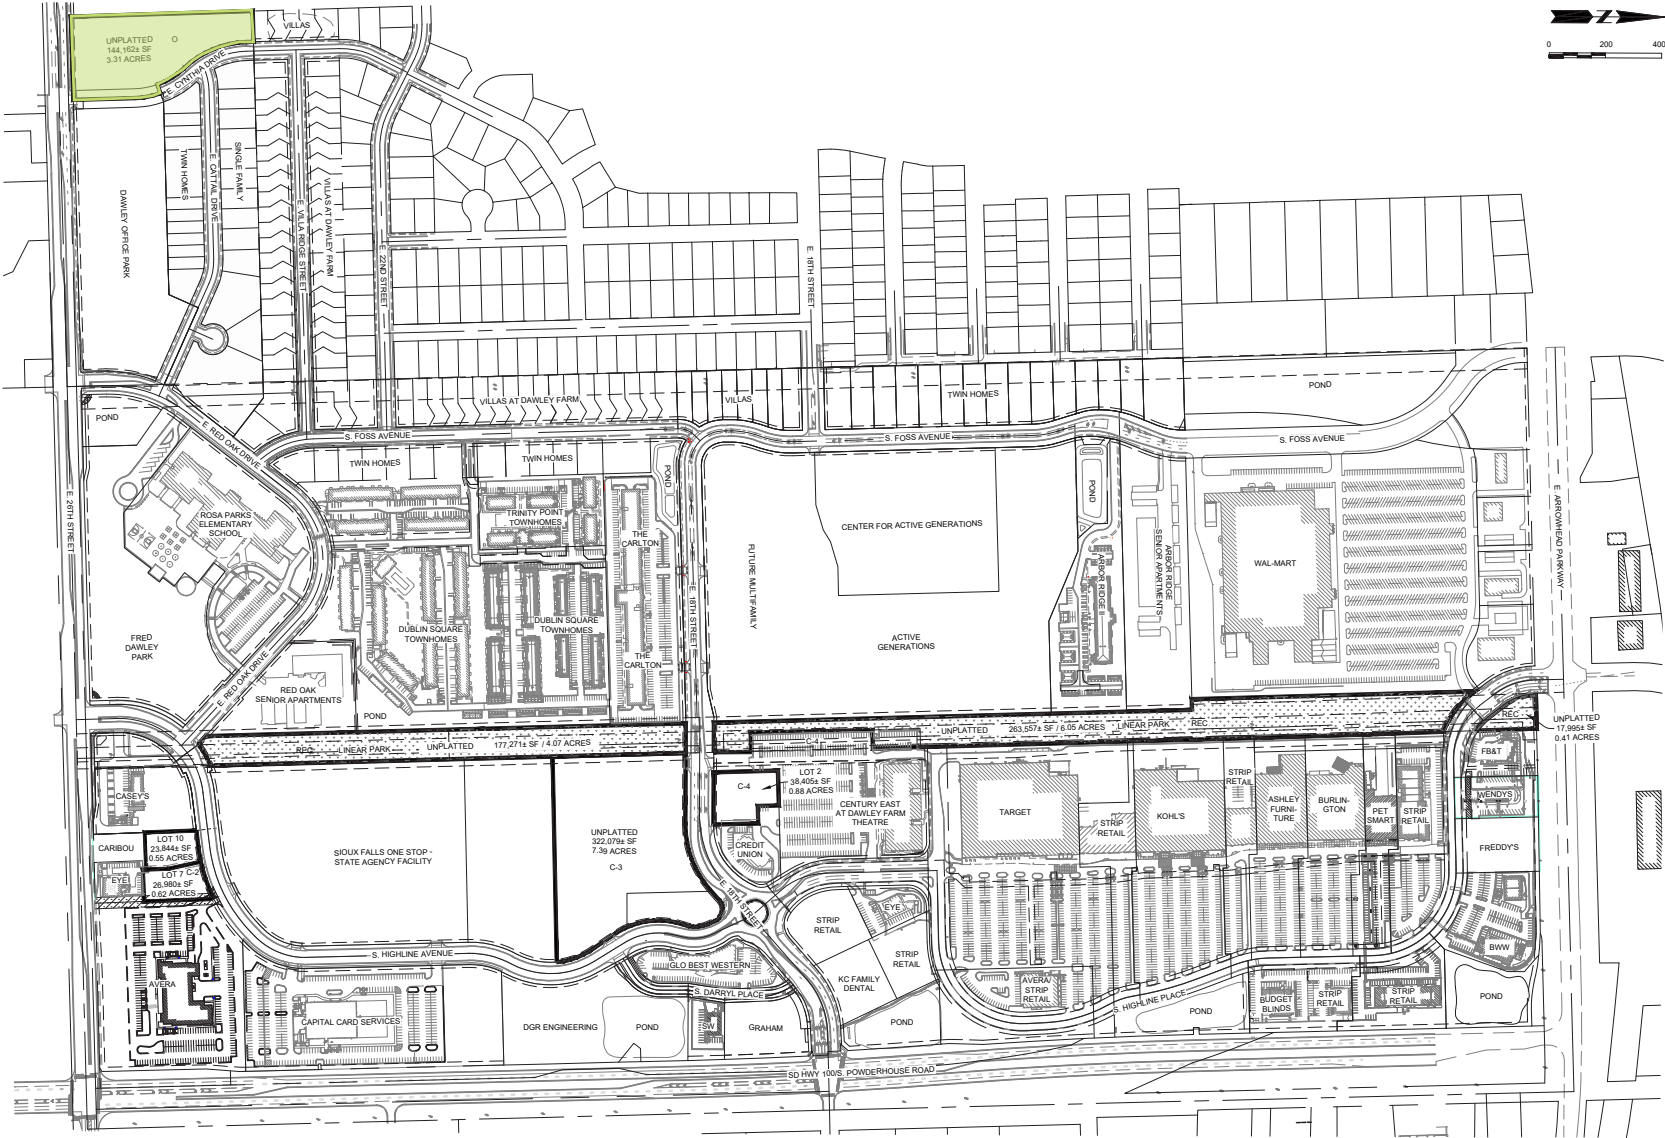 UNPLATTED O
144,162± SF
3.31 ACRES
VILLAS
E. CYNTHIA DRIVE
Z
0 200 400
DAWLEY OFFICE PARK
TWIN HOMES
E. CATTAIL DRIVE
SINGLE FAMILY
E. VILLA RIDGE STREET
VILLAS AT DAWLEY FARM
E. 22ND STREET
E. 18TH STREET
POND
E. RED OAK DRIVE
S. FOSS AVENUE
VILLAS AT DAWLEY FARM
VILLAS
S. FOSS AVENUE
TWIN HOMES
POND
S. FOSS AVENUE
TWIN HOMES
TWIN HOMES
POND
E. 26TH STREET
ROSA PARKS
ELEMENTARY
SCHOOL
TRINITY POINT
TOWNHOMES
THE
CARLTON
CENTER FOR ACTIVE GENERATIONS
POND
ARBOR RIDGE II
ARBOR RIDGE
SENIOR APARTMENTS
WAL-MART
E. ARROWHEAD PARKWAY
FUTURE MULTIFAMILY
E. 18TH STREET
FRED
DAWLEY
PARK
DUBLIN SQUARE
TOWNHOMES
DUBLIN SQUARE
TOWNHOMES
THE
CARLTON
ACTIVE
GENERATIONS
E. RED OAK DRIVE
RED OAK
SENIOR APARTMENTS
POND
REC LINEAR PARK UNPLATTED 177,271± SF / 4.07 ACRES
UNPLATTED 263,557± SF / 6.05 ACRES LINEAR PARK REC
REC
UNPLATTED
17,995± SF
0.41 ACRES
C-4
LOT 2
38,405± SF
0.88 ACRES
C-4
CENTURY EAST
AT DAWLEY FARM
THEATRE
CREDIT
UNION
TARGET
STRIP
RETAIL
KOHL'S
STRIP
RETAIL
ASHLEY
FURNI-
TURE
BURLIN-
GTON
PET
SMART
STRIP
RETAIL
FB&T
WENDYS
FREDDY'S
CASEY'S
CARIBOU
EYE
LOT 10
23,844± SF
0.55 ACRES
LOT 7 C-2
26,980± SF
0.62 ACRES
SIOUX FALLS ONE STOP -
STATE AGENCY FACILITY
UNPLATTED
322,079± SF
7.39 ACRES
C-3
E. 18TH STREET
STRIP
RETAIL
EYE
STRIP
RETAIL
KC FAMILY
DENTAL
BWW
AVERA
S. HIGHLINE AVENUE
GLO BEST WESTERN
S. DARRYL PLACE
CAPITAL CARD SERVICES
DGR ENGINEERING
POND
SW
GRAHAM
POND
AVERA/
STRIP
RETAIL
S. HIGHLINE PLACE
POND
BUDGET
BLINDS
STRIP
RETAIL
STRIP
RETAIL
POND
SD HWY 100/S. POWDERHOUSE ROAD